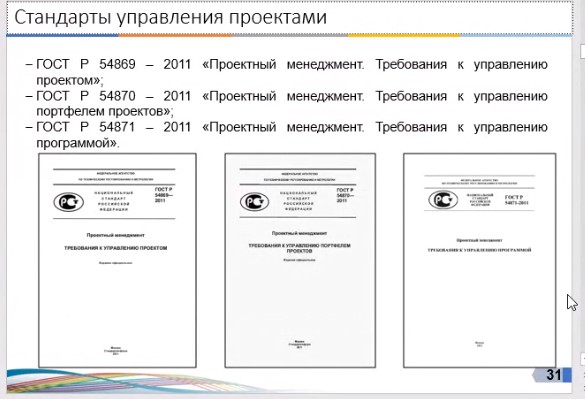 Стандарты управления проектами
– ГОСТ Р 54869 – 2011 «Проектный менеджмент. Требования к управлению
проектом»;
– ГОСТ Р 54870 – 2011 «Проектный менеджмент. Требования к управлению
портфелем проектов»;
– ГОСТ Р 54871 – 2011 «Проектный менеджмент. Требования к управлению
программой».
ФЕДЕРАЛЬНОЕ АГЕНТСТВО
ПО ТЕХНИЧЕСКОМУ РЕГУЛИРОВАНИЮ И МЕТРОЛОГИИ
НАЦИОНАЛЬНЫЙ
СТАНДАРТ
РОССИЙСКОЙ
ФЕДЕРАЦИИ
ГОСТ Р
54869—
2011
Проектный менеджмент
ТРЕБОВАНИЯ К УПРАВЛЕНИЮ ПРОЕКТОМ
Издание официальное
Москва
Стандартинформ
2011
ФЕДЕРАЛЬНОЕ АГЕНТСТВО
ПО ТЕХНИЧЕСКОМУ РЕГУЛИРОВАНИЮ И МЕТРОЛОГИИ
НАЦИОНАЛЬНЫЙ
СТАНДАРТ
РОССИЙСКОЙ
ФЕДЕРАЦИИ
ГОСТ Р
54870—
2011
Проектный менеджмент
ТРЕБОВАНИЯ К УПРАВЛЕНИЮ ПОРТФЕЛЕМ
ПРОЕКТОВ
Издание официальное
Москва
Стандартинформ
2011
ФЕДЕРАЛЬНОЕ АГЕНТСТВО
ПО ТЕХНИЧЕСКОМУ РЕГУЛИРОВАНИЮ И МЕТРОЛОГИИ
НАЦИОНАЛЬНЫЙ
СТАНДАРТ
РОССИЙСКОЙ
ФЕДЕРАЦИИ
ГОСТ Р
54871-2011
Проектный менеджмент
ТРЕБОВАНИЯ К УПРАВЛЕНИЮ ПРОГРАММОЙ
Москва
31